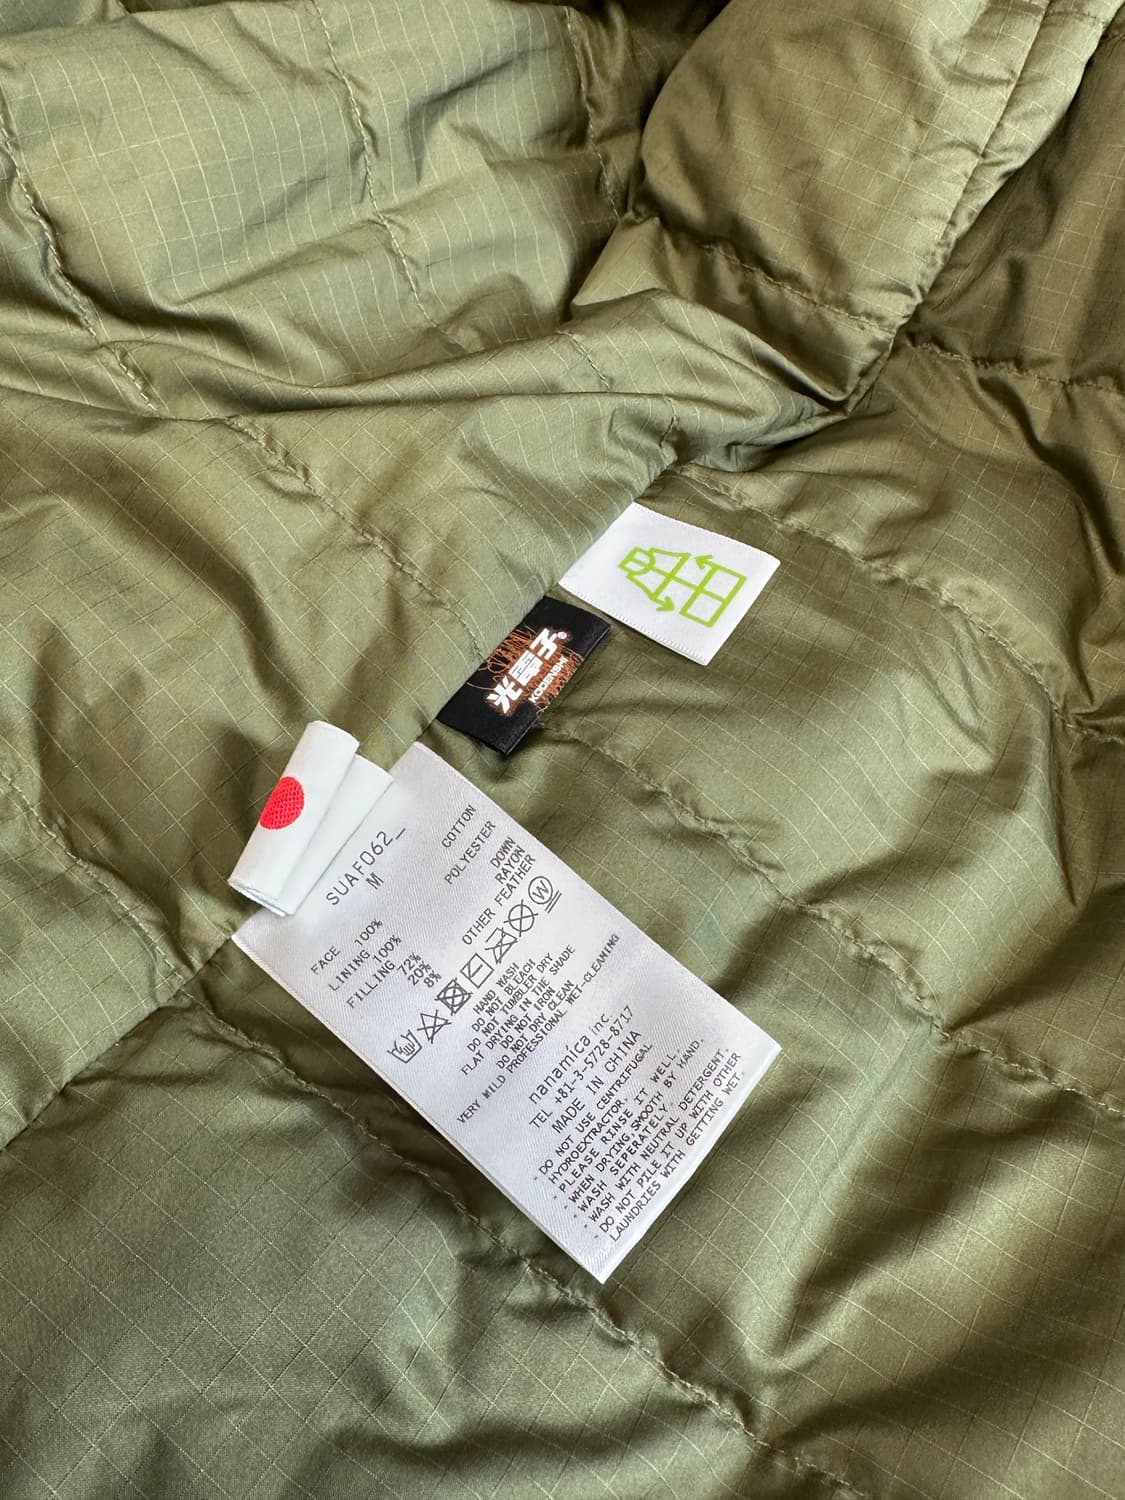 光電子®
KODENSHI
SUAF062_
M
FACE 100% COTTON
LINING 100% POLYESTER
FILLING 72% DOWN
20% RAYON
8% OTHER FEATHER
W
HAND WASH
DO NOT BLEACH
DO NOT TUMBLER DRY
FLAT DRYING IN THE SHADE
DO NOT IRON
DO NOT DRY CLEAN
VERY MILD PROFESSIONAL WET-CLEANING
nanamica inc.
TEL +81-3-5728-8717
MADE IN CHINA
·DO NOT USE CENTRIFUGAL
HYDROEXTRACTOR.
·PLEASE RINSE IT WELL.
·WHEN DRYING,SMOOTH BY HAND.
·WASH SEPERATELY.
·WASH WITH NEUTRAL DETERGENT.
·DO NOT PILE IT UP WITH OTHER
LAUNDRIES WITH GETTING WET.